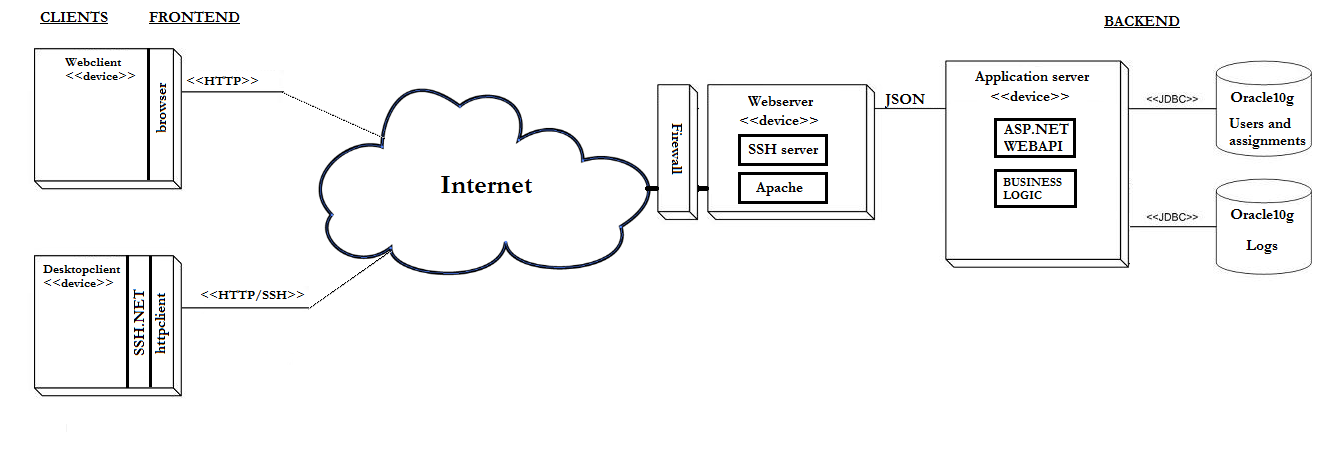 CLIENTS
FRONTEND
BACKEND
Webclient
<<device>>
browser
<<HTTP>>
Desktopclient
<<device>>
SSH.NET
httpclient
<<HTTP/SSH>>
Internet
Firewall
Webserver
<<device>>
SSH server
Apache
JSON
Application server
<<device>>
ASP.NET
WEBAPI
BUSINESS
LOGIC
<<JDBC>>
Oracle10g
Users and
assignments
<<JDBC>>
Oracle10g
Logs